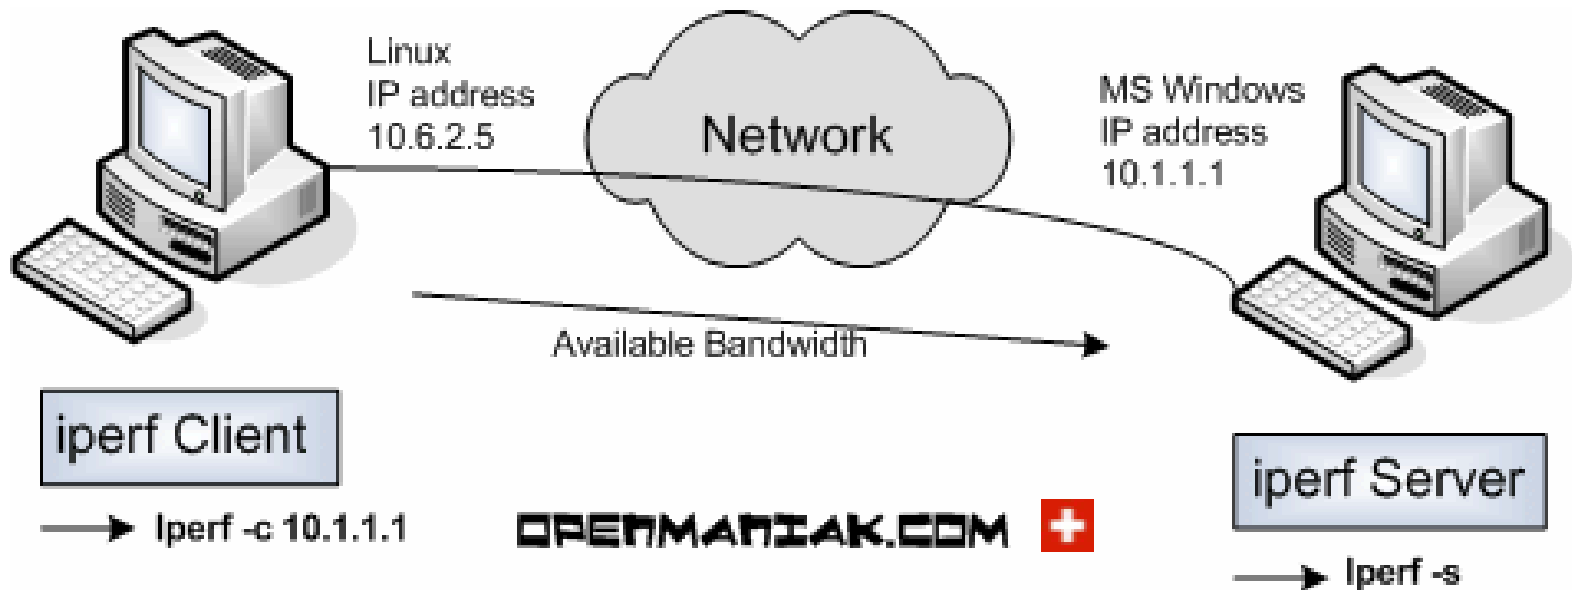 Linux
IP address
10.6.2.5
Network
MS Windows
IP address
10.1.1.1
Available Bandwidth
iperf Client
Iperf -c 10.1.1.1
OPENMANIAK.COM
iperf Server
Iperf -s